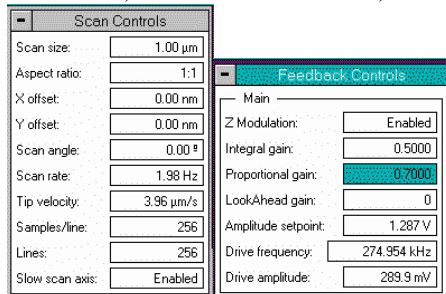 Scan Controls
Scan size: 1.00 µm
Aspect ratio: 1:1
X offset: 0.00 nm
Y offset: 0.00 nm
Scan angle: 0.00 º
Scan rate: 1.98 Hz
Tip velocity: 3.96 µm/s
Samples/line: 256
Lines: 256
Slow scan axis: Enabled
Feedback Controls
Main
Z Modulation: Enabled
Integral gain: 0.5000
Proportional gain: 0.7000
LookAhead gain: 0
Amplitude setpoint: 1.287 V
Drive frequency: 274.954 kHz
Drive amplitude: 289.9 mV